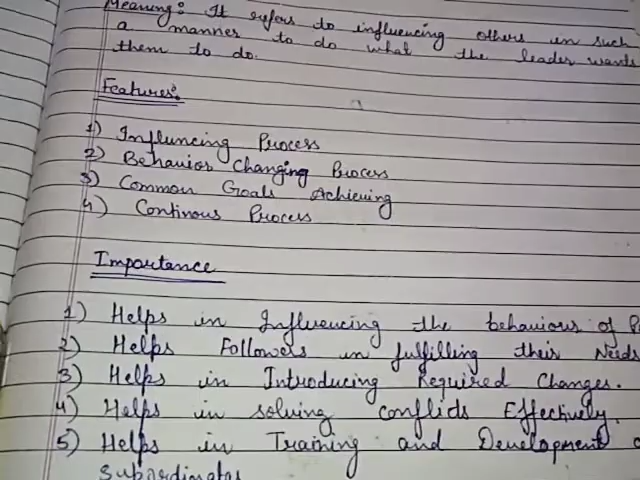 Meaning: It refers to influencing others in such
a manner to do what the leader wants
them to do.
Features:
1) Influncing Process
2) Behavior Changing Process
3) Common Goals Achieving
4) Continous Process
Importance
1) Helps in Influencing the behaviour of
2) Helps Followers in fulfilling their Needs
3) Helps in Introducing Required Changes.
4) Helps in solving conflicts Effectively.
5) Helps in Training and Development
Subordinates